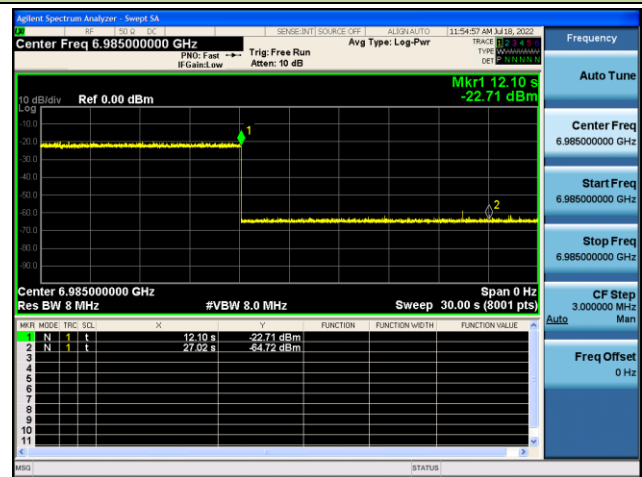 Agilent Spectrum Analyzer - Swept SA
RF 50 Ω DC SENSE:INT SOURCE OFF ALIGN AUTO 11:54:57 AM Jul 18, 2022
Center Freq 6.985000000 GHz
PNO: Fast
IFGain:Low
Trig: Free Run
Atten: 10 dB
Avg Type: Log-Pwr
TRACE 1 2 3 4 5 6
TYPE
DET P N N N N N
Mkr1 12.10 s
-22.71 dBm
10 dB/div Ref 0.00 dBm
Log
-10.0
-20.0
-30.0
-40.0
-50.0
-60.0
-70.0
-80.0
-90.0
1
2
Center 6.985000000 GHz Span 0 Hz
Res BW 8 MHz #VBW 8.0 MHz Sweep 30.00 s (8001 pts)
MKR MODE TRC SCL X Y FUNCTION FUNCTION WIDTH FUNCTION VALUE
1 N 1 t 12.10 s -22.71 dBm
2 N 1 t 27.02 s -64.72 dBm
3
4
5
6
7
8
9
10
11
MSG STATUS
Frequency
Auto Tune
Center Freq
6.985000000 GHz
Start Freq
6.985000000 GHz
Stop Freq
6.985000000 GHz
CF Step
3.000000 MHz
Auto Man
Freq Offset
0 Hz